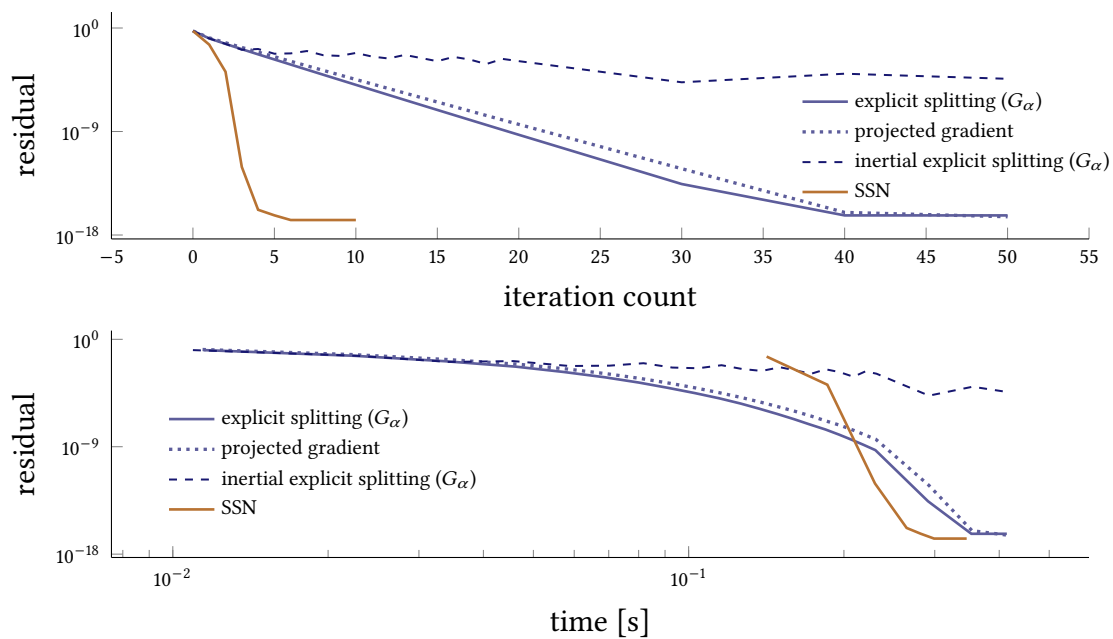 10^0
10^−9
10^−18
residual
−5 0 5 10 15 20 25 30 35 40 45 50 55
iteration count
explicit splitting (G_α)
projected gradient
inertial explicit splitting (G_α)
SSN
10^0
10^−9
10^−18
residual
explicit splitting (G_α)
projected gradient
inertial explicit splitting (G_α)
SSN
10^−2 10^−1
time [s]